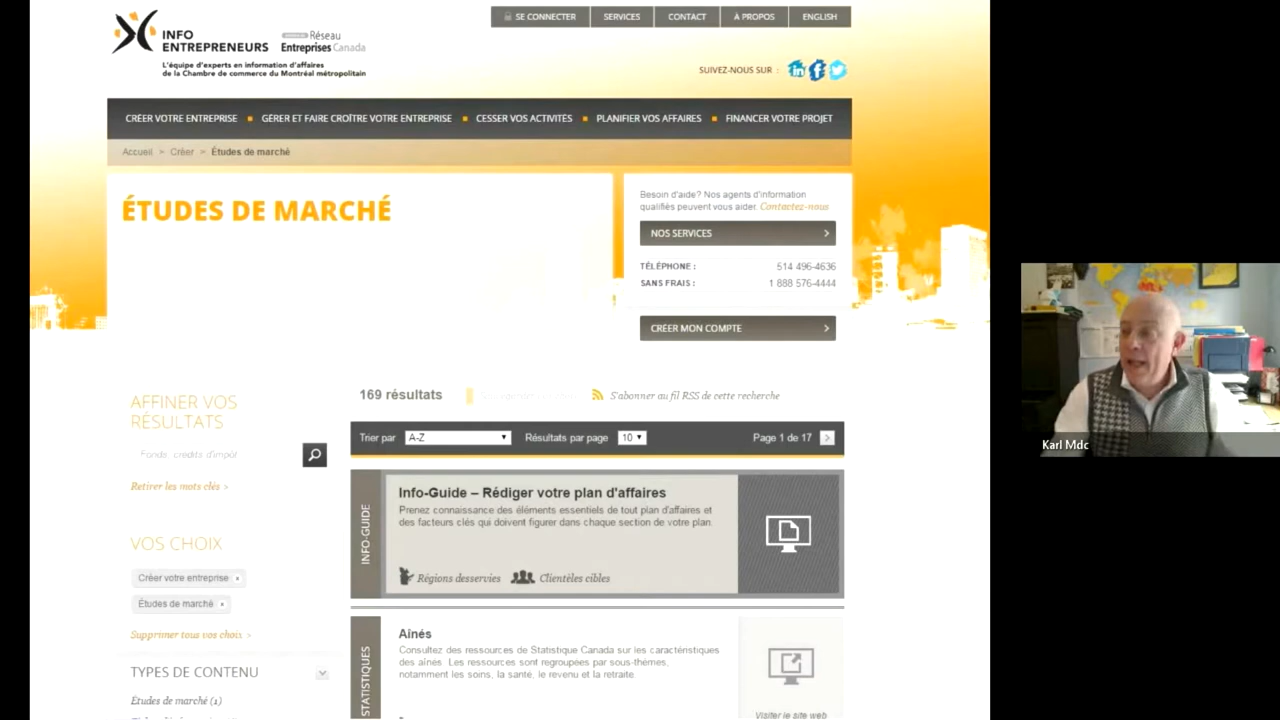 SE CONNECTER
SERVICES
CONTACT
À PROPOS
ENGLISH
INFO
ENTREPRENEURS
Réseau
Entreprises Canada
L'équipe d'experts en information d'affaires
de la Chambre de commerce du Montréal métropolitain
SUIVEZ-NOUS SUR :
CRÉER VOTRE ENTREPRISE
GÉRER ET FAIRE CROÎTRE VOTRE ENTREPRISE
CESSER VOS ACTIVITÉS
PLANIFIER VOS AFFAIRES
FINANCER VOTRE PROJET
Accueil > Créer > Études de marché
ÉTUDES DE MARCHÉ
Besoin d'aide? Nos agents d'information
qualifiés peuvent vous aider. Contactez-nous
NOS SERVICES
TÉLÉPHONE : 514 496-4636
SANS FRAIS : 1 888 576-4444
CRÉER MON COMPTE
AFFINER VOS
RÉSULTATS
Fonds, crédits d'impôt
Retirer les mots clés >
VOS CHOIX
Créer votre entreprise x
Études de marché x
Supprimer tous vos choix >
TYPES DE CONTENU
Études de marché (1)
169 résultats
S'abonner au fil RSS de cette recherche
Trier par A-Z Résultats par page 10 Page 1 de 17
INFO-GUIDE
Info-Guide – Rédiger votre plan d'affaires
Prenez connaissance des éléments essentiels de tout plan d'affaires et
des facteurs clés qui doivent figurer dans chaque section de votre plan.
Régions desservies
Clientèles cibles
STATISTIQUES
Aînés
Consultez des ressources de Statistique Canada sur les caractéristiques
des aînés. Les ressources sont regroupées par sous-thèmes,
notamment les soins, la santé, le revenu et la retraite.
Visiter le site web
Karl Mdc